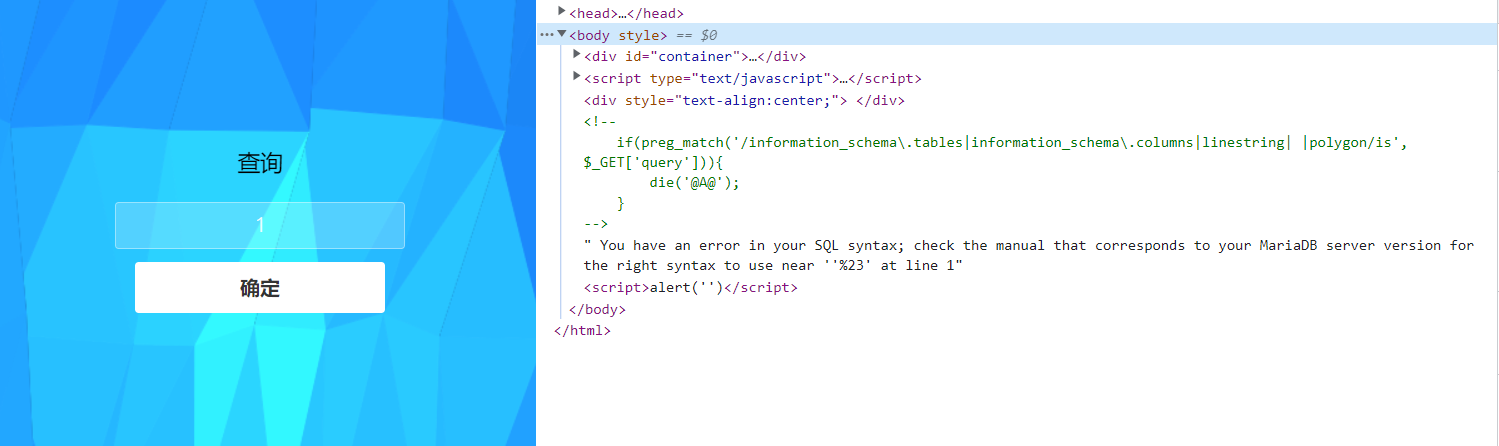 查询
1
确定
<head>…</head>
<body style> == $0
<div id="container">…</div>
<script type="text/javascript">…</script>
<div style="text-align:center;"> </div>
<!--
if(preg_match('/information_schema\.tables|information_schema\.columns|linestring| |polygon/is',
$_GET['query'])){
die('@A@');
}
-->
" You have an error in your SQL syntax; check the manual that corresponds to your MariaDB server version for
the right syntax to use near ''%23' at line 1"
<script>alert('')</script>
</body>
</html>